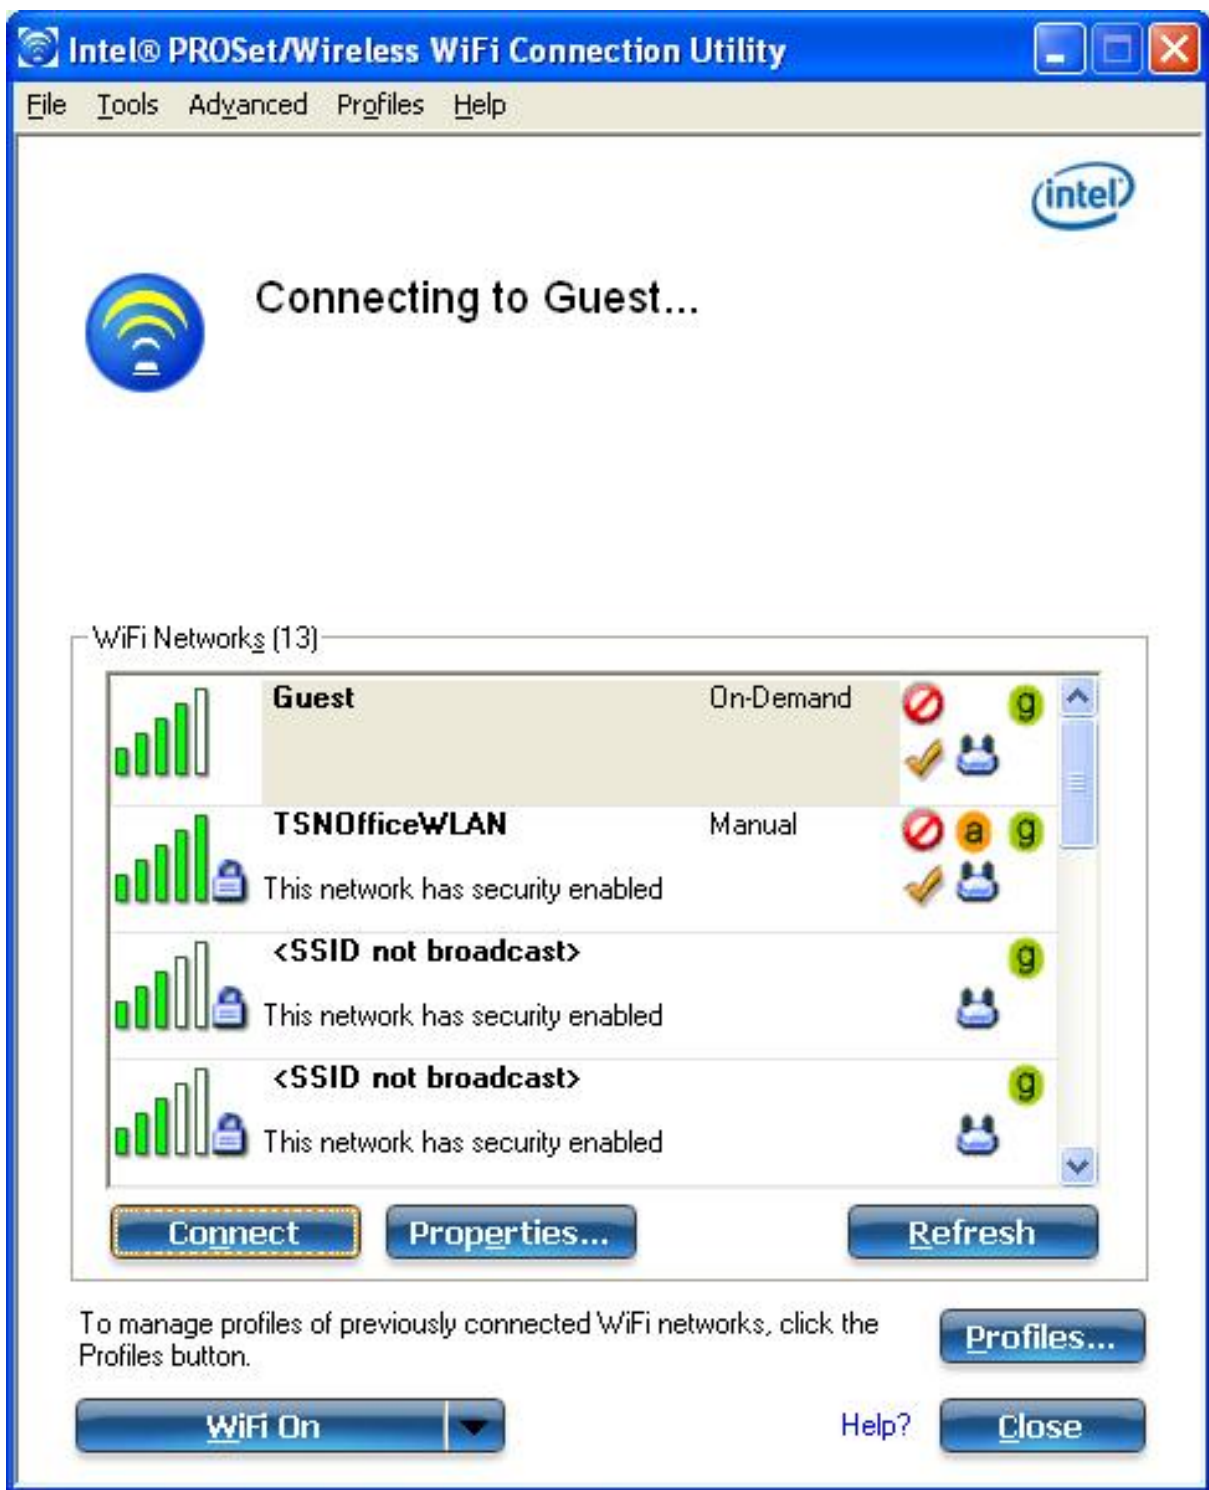 Intel® PROSet/Wireless WiFi Connection Utility
File Tools Advanced Profiles Help
intel
Connecting to Guest...
WiFi Networks (13)
Guest On-Demand g
TSNOfficeWLAN Manual a g
This network has security enabled
<SSID not broadcast> g
This network has security enabled
<SSID not broadcast> g
This network has security enabled
Connect Properties... Refresh
To manage profiles of previously connected WiFi networks, click the
Profiles button.
Profiles...
WiFi On Help? Close